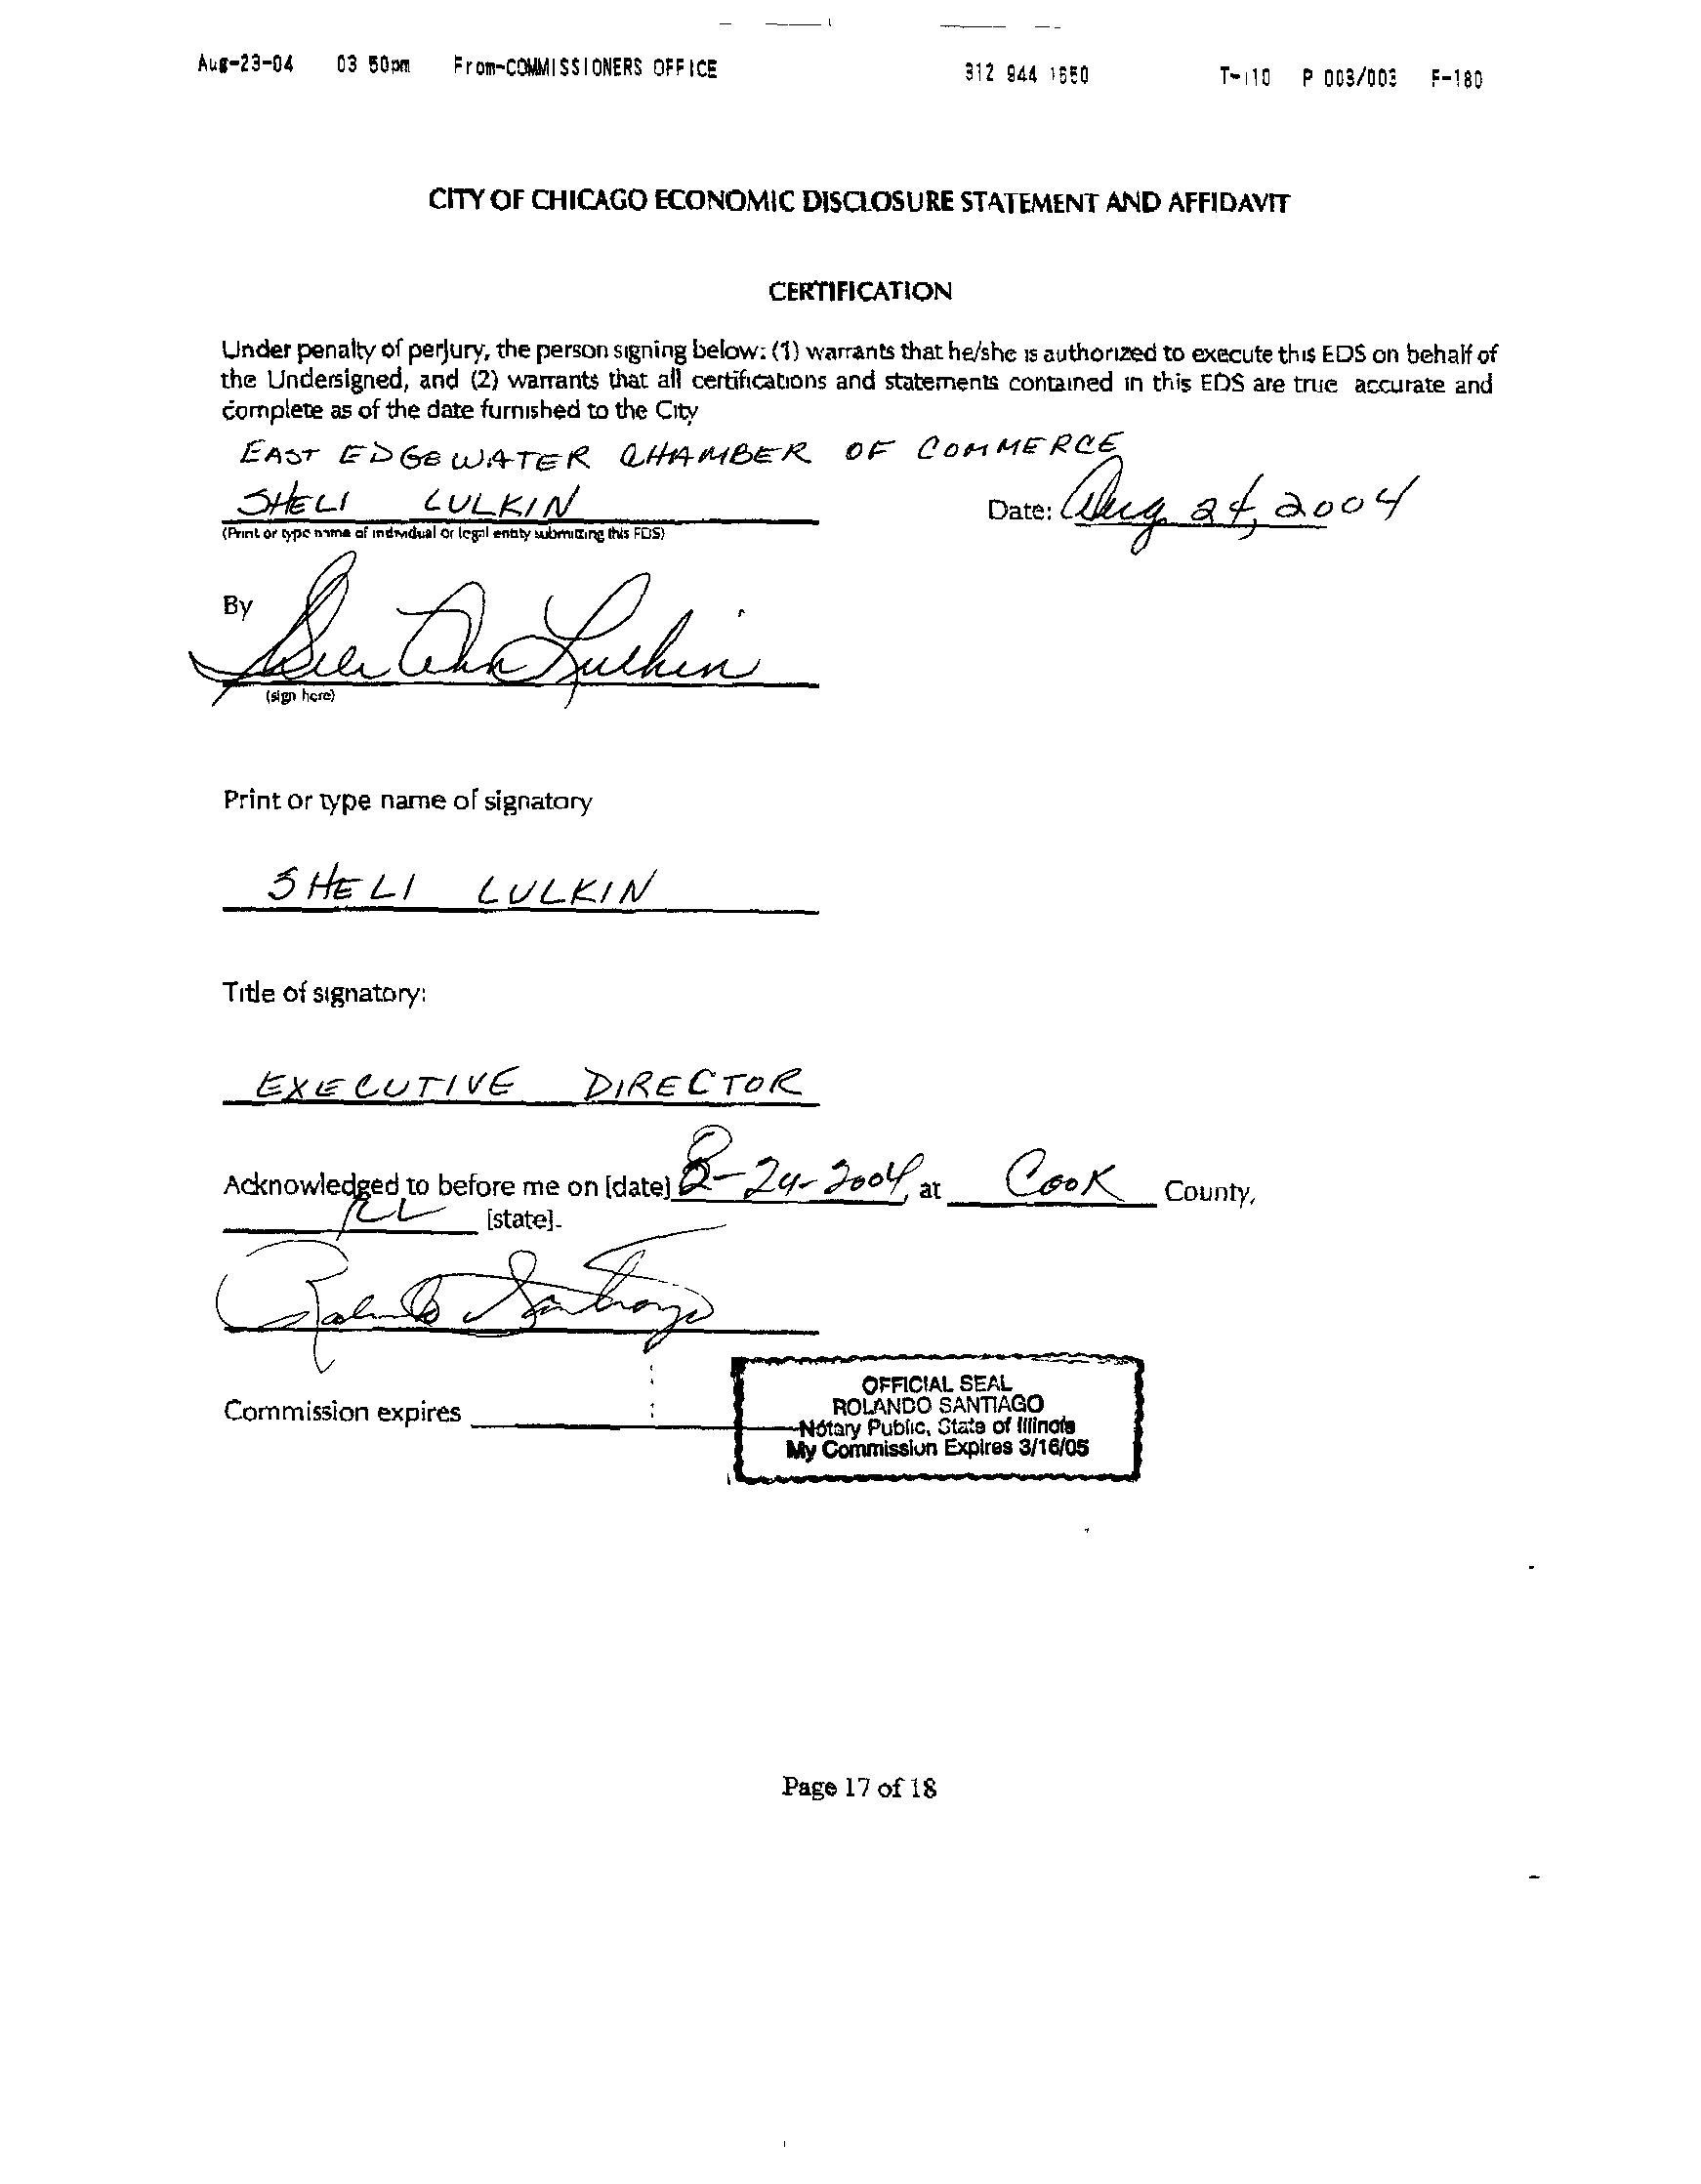 Aug-23-04 03 50pm From-COMMISSIONERS OFFICE 312 944 1650 T-110 P 003/003 F-180
CITY OF CHICAGO ECONOMIC DISCLOSURE STATEMENT AND AFFIDAVIT
CERTIFICATION
Under penalty of perjury, the person signing below: (1) warrants that he/she is authorized to execute this EDS on behalf of
the Undersigned, and (2) warrants that all certifications and statements contained in this EDS are true accurate and
complete as of the date furnished to the City
EAST EDGEWATER CHAMBER OF COMMERCE
SHELI LULKIN Date: Aug 24, 2004
(Print or type name of individual or legal entity submitting this EDS)
By
(sign here)
Print or type name of signatory
SHELI LULKIN
Title of signatory:
EXECUTIVE DIRECTOR
Acknowledged to before me on [date] 8-24-2004, at Cook County,
IL [state].
Rolando Santiago
Commission expires
OFFICIAL SEAL
ROLANDO SANTIAGO
Notary Public, State of Illinois
My Commission Expires 3/16/05
Page 17 of 18